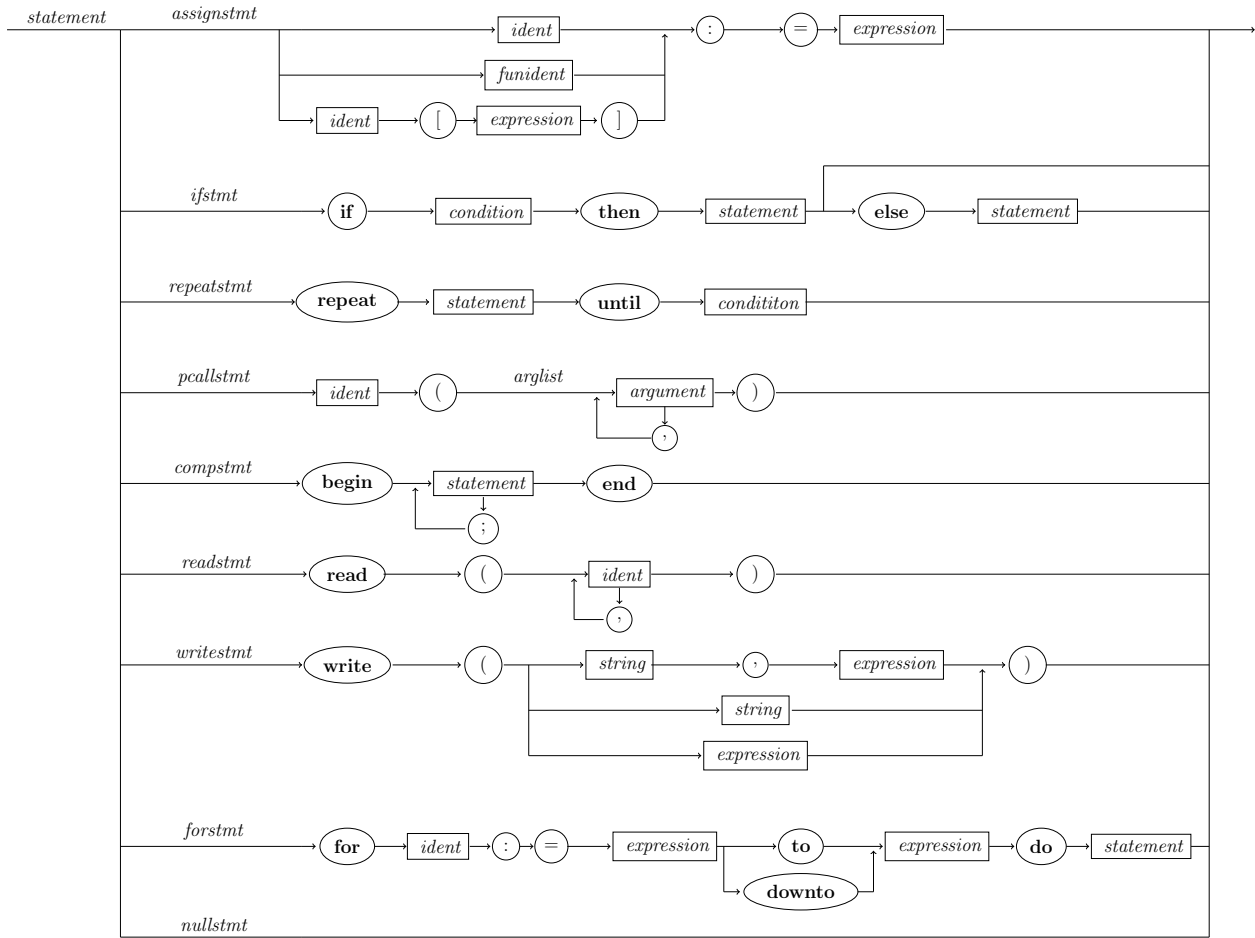 statement assignstmt ident : = expression
funident
ident [ expression ]
ifstmt if condition then statement else statement
repeatstmt repeat statement until condititon
pcallstmt ident ( arglist argument )
,
compstmt begin statement end
;
readstmt read ( ident )
,
writestmt write ( string , expression )
string
expression
forstmt for ident : = expression to expression do statement
downto
nullstmt